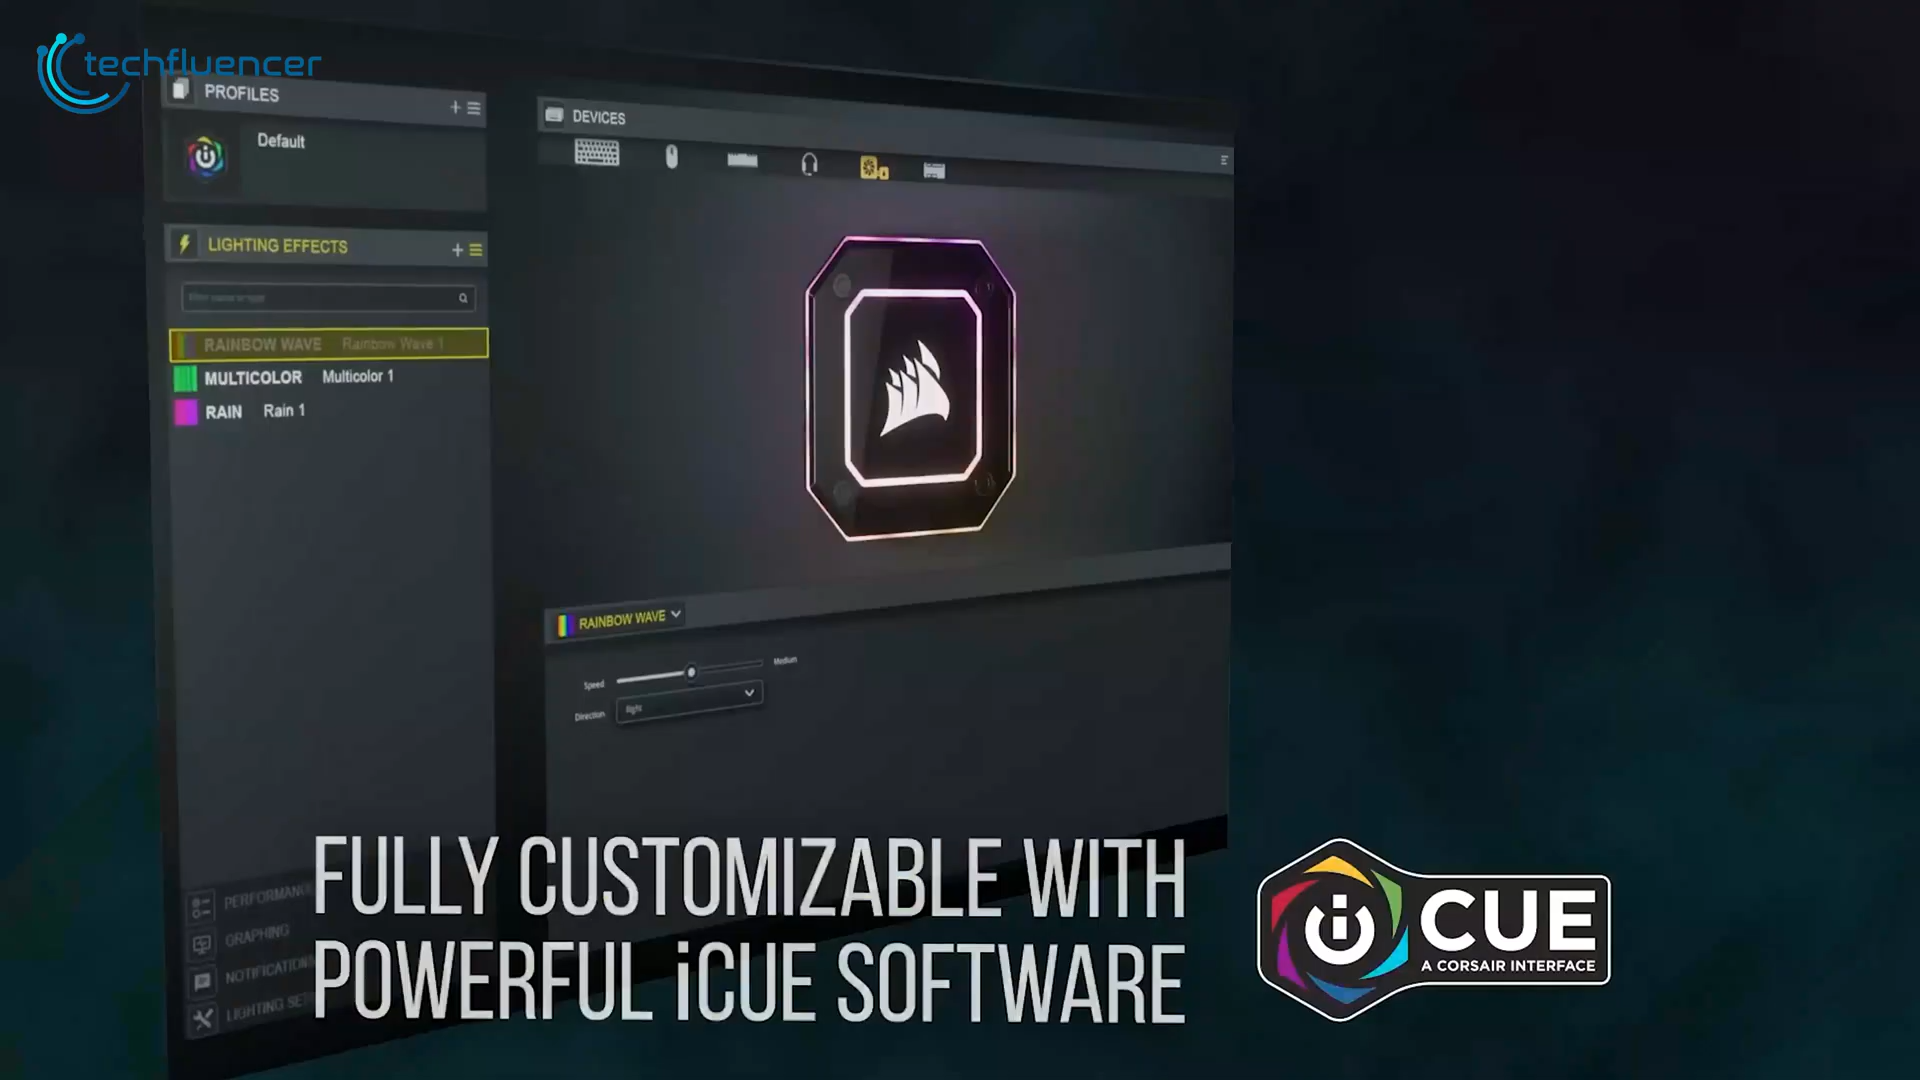 techfluencer
PROFILES
Default
LIGHTING EFFECTS
RAINBOW WAVE Rainbow Wave 1
MULTICOLOR Multicolor 1
RAIN Rain 1
DEVICES
RAINBOW WAVE
Speed
Medium
Direction
Right
GRAPHING
FULLY CUSTOMIZABLE WITH
POWERFUL iCUE SOFTWARE
i CUE
A CORSAIR INTERFACE